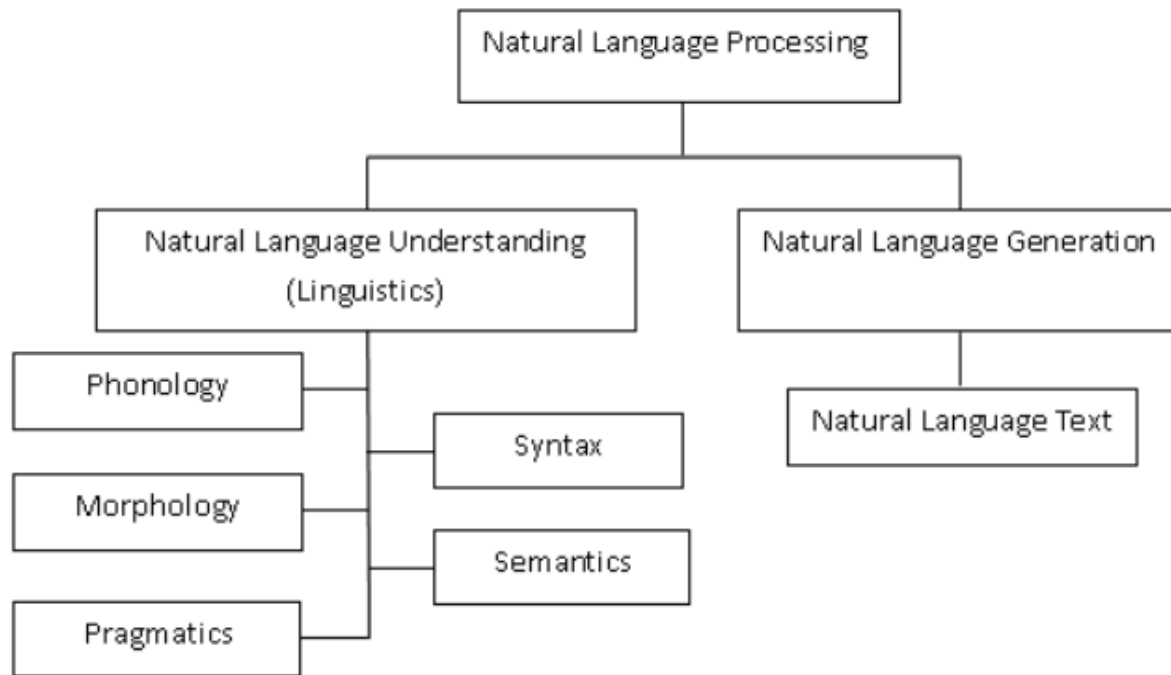 Natural Language Processing
Natural Language Understanding
(Linguistics)
Natural Language Generation
Phonology
Natural Language Text
Syntax
Morphology
Semantics
Pragmatics